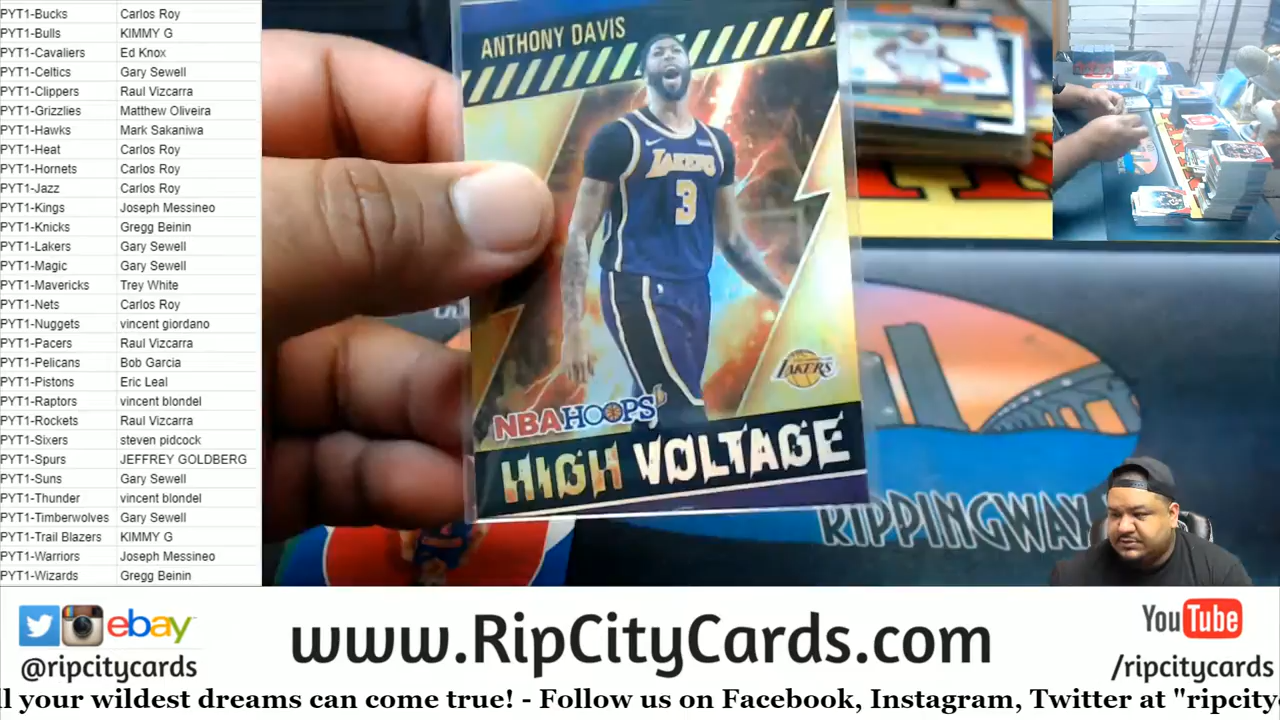 PYT1-Bucks Carlos Roy
PYT1-Bulls KIMMY G
PYT1-Cavaliers Ed Knox
PYT1-Celtics Gary Sewell
PYT1-Clippers Raul Vizcarra
PYT1-Grizzlies Matthew Oliveira
PYT1-Hawks Mark Sakaniwa
PYT1-Heat Carlos Roy
PYT1-Hornets Carlos Roy
PYT1-Jazz Carlos Roy
PYT1-Kings Joseph Messineo
PYT1-Knicks Gregg Beinin
PYT1-Lakers Gary Sewell
PYT1-Magic Gary Sewell
PYT1-Mavericks Trey White
PYT1-Nets Carlos Roy
PYT1-Nuggets vincent giordano
PYT1-Pacers Raul Vizcarra
PYT1-Pelicans Bob Garcia
PYT1-Pistons Eric Leal
PYT1-Raptors vincent blondel
PYT1-Rockets Raul Vizcarra
PYT1-Sixers steven pidcock
PYT1-Spurs JEFFREY GOLDBERG
PYT1-Suns Gary Sewell
PYT1-Thunder vincent blondel
PYT1-Timberwolves Gary Sewell
PYT1-Trail Blazers KIMMY G
PYT1-Warriors Joseph Messineo
PYT1-Wizards Gregg Beinin
ANTHONY DAVIS
LAKERS
3
LAKERS
NBA HOOPS
HIGH VOLTAGE
RIPPINGWAX
ebay
@ripcitycards
www.RipCityCards.com
YouTube
/ripcitycards
ll your wildest dreams can come true! - Follow us on Facebook, Instagram, Twitter at "ripcity